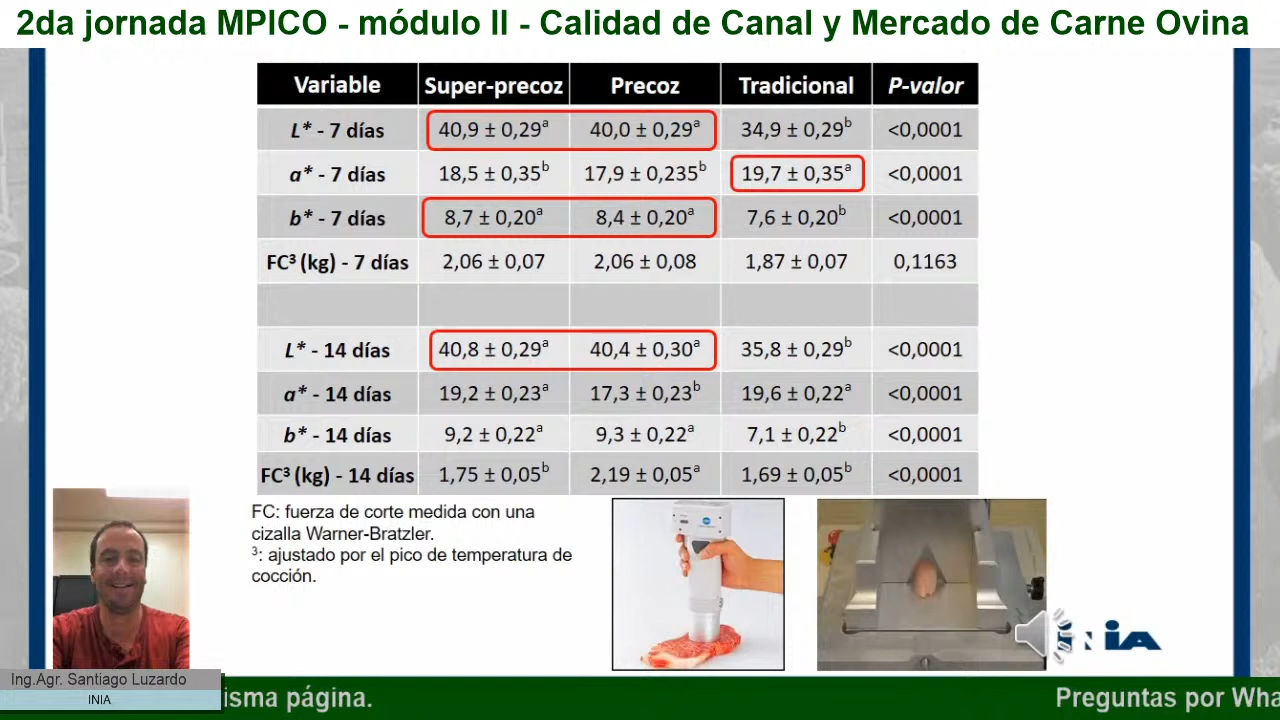 2da jornada MPICO - módulo II - Calidad de Canal y Mercado de Carne Ovina
Variable Super-precoz Precoz Tradicional P-valor
L* - 7 días 40,9 ± 0,29a 40,0 ± 0,29a 34,9 ± 0,29b <0,0001
a* - 7 días 18,5 ± 0,35b 17,9 ± 0,235b 19,7 ± 0,35a <0,0001
b* - 7 días 8,7 ± 0,20a 8,4 ± 0,20a 7,6 ± 0,20b <0,0001
FC³ (kg) - 7 días 2,06 ± 0,07 2,06 ± 0,08 1,87 ± 0,07 0,1163
L* - 14 días 40,8 ± 0,29a 40,4 ± 0,30a 35,8 ± 0,29b <0,0001
a* - 14 días 19,2 ± 0,23a 17,3 ± 0,23b 19,6 ± 0,22a <0,0001
b* - 14 días 9,2 ± 0,22a 9,3 ± 0,22a 7,1 ± 0,22b <0,0001
FC³ (kg) - 14 días 1,75 ± 0,05b 2,19 ± 0,05a 1,69 ± 0,05b <0,0001
FC: fuerza de corte medida con una
cizalla Warner-Bratzler.
³: ajustado por el pico de temperatura de
cocción.
Ing.Agr. Santiago Luzardo
INIA
isma página.
Preguntas por Wha